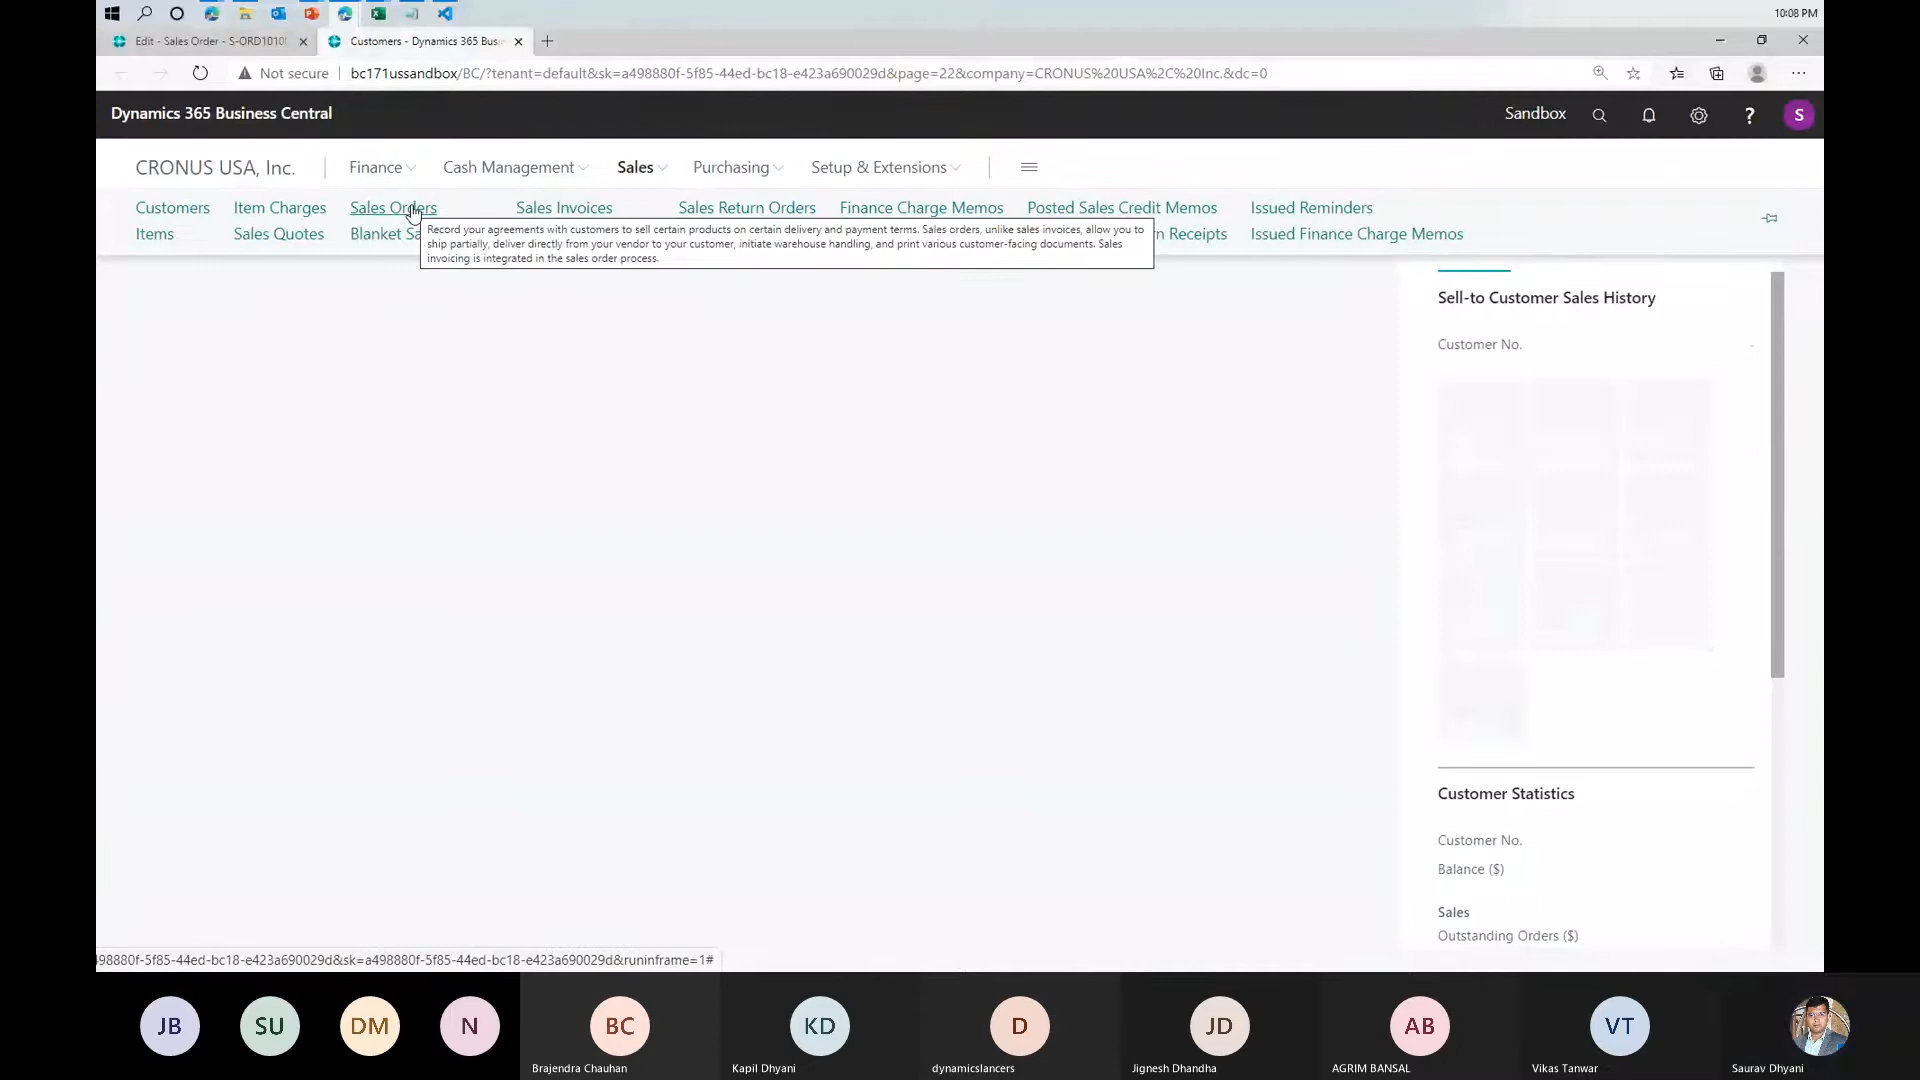 10:08 PM
Edit - Sales Order - S-ORD1010
Customers - Dynamics 365 Busin
Not secure
bc171ussandbox/BC/?tenant=default&sk=a498880f-5f85-44ed-bc18-e423a690029d&page=22&company=CRONUS%20USA%2C%20Inc.&dc=0
Dynamics 365 Business Central
Sandbox
?
S
CRONUS USA, Inc.
Finance
Cash Management
Sales
Purchasing
Setup & Extensions
Customers
Item Charges
Sales Orders
Sales Invoices
Sales Return Orders
Finance Charge Memos
Posted Sales Credit Memos
Issued Reminders
Items
Sales Quotes
Blanket Sa
n Receipts
Issued Finance Charge Memos
Record your agreements with customers to sell certain products on certain delivery and payment terms. Sales orders, unlike sales invoices, allow you to
ship partially, deliver directly from your vendor to your customer, initiate warehouse handling, and print various customer-facing documents. Sales
invoicing is integrated in the sales order process.
Sell-to Customer Sales History
Customer No.
-
Customer Statistics
Customer No.
Balance ($)
Sales
Outstanding Orders ($)
98880f-5f85-44ed-bc18-e423a690029d&sk=a498880f-5f85-44ed-bc18-e423a690029d&runinframe=1#
JB
SU
DM
N
BC
KD
D
JD
AB
VT
Brajendra Chauhan
Kapil Dhyani
dynamicslancers
Jignesh Dhandha
AGRIM BANSAL
Vikas Tanwar
Saurav Dhyani